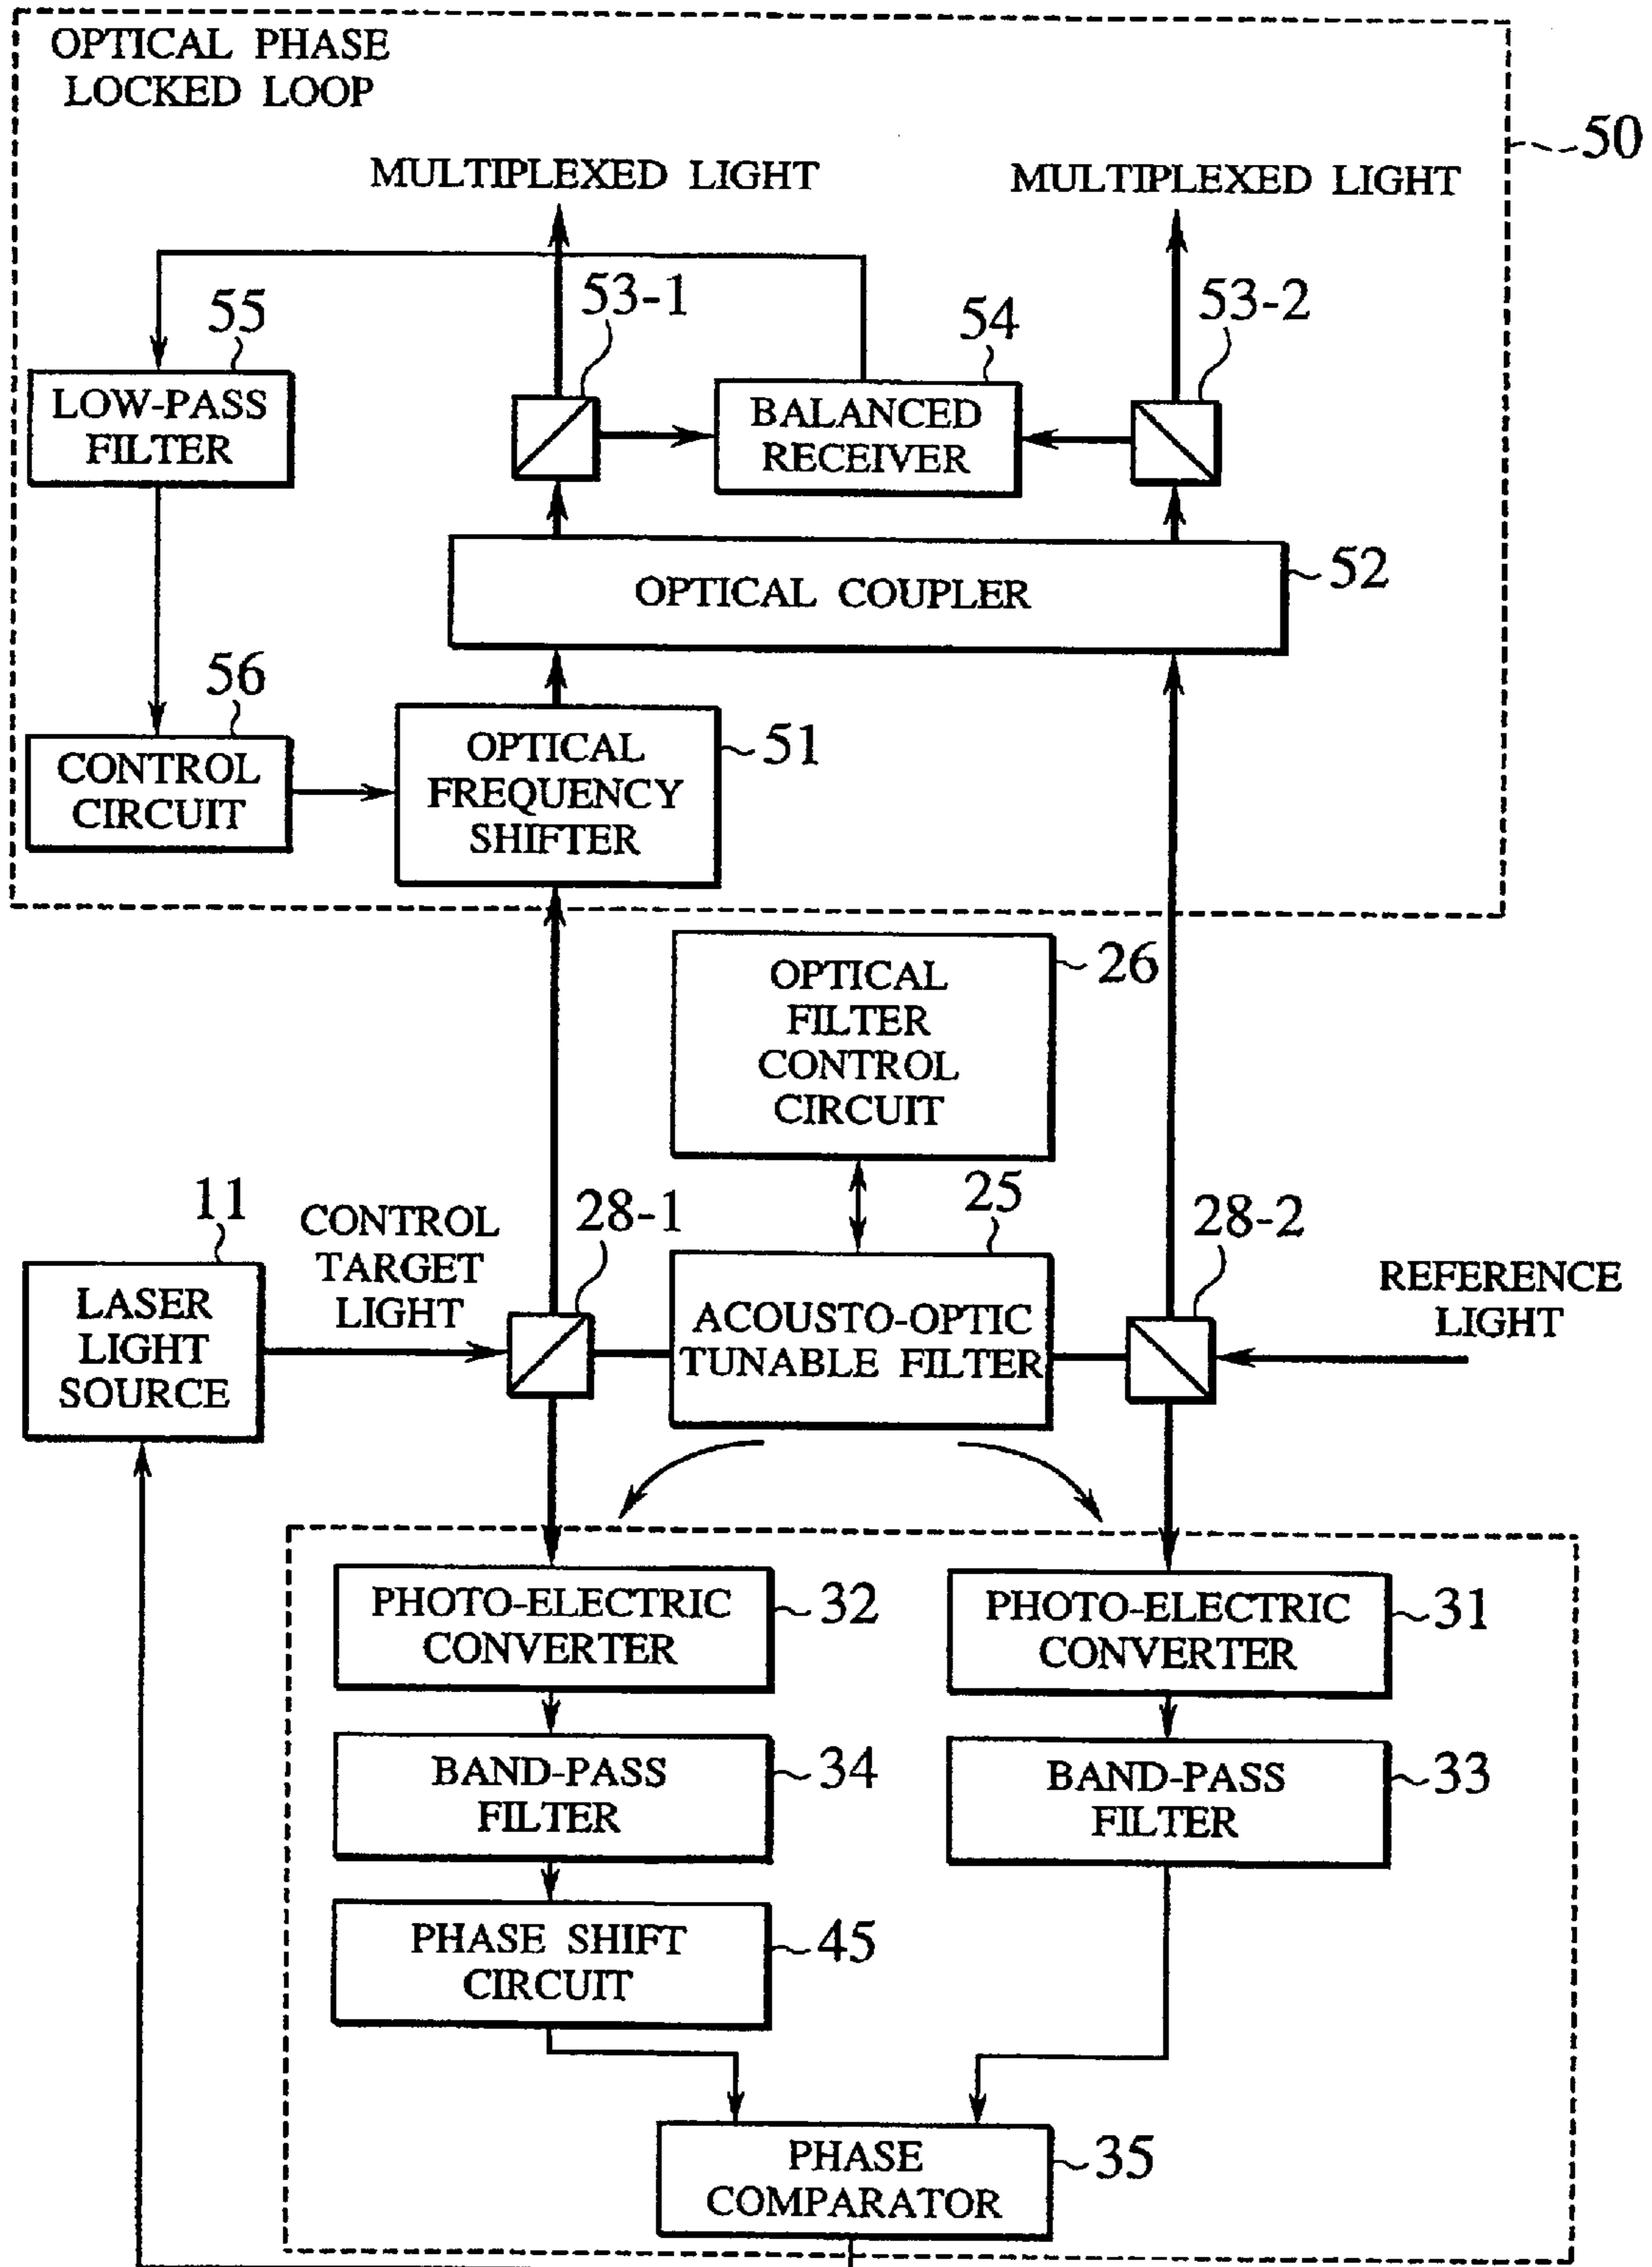 OPTICAL PHASE
LOCKED LOOP
50
MULTIPLEXED LIGHT
MULTIPLEXED LIGHT
53-1
53-2
55
54
LOW-PASS
FILTER
BALANCED
RECEIVER
OPTICAL COUPLER
52
56
CONTROL
CIRCUIT
OPTICAL
FREQUENCY
SHIFTER
51
OPTICAL
FILTER
CONTROL
CIRCUIT
26
11
CONTROL
TARGET
LIGHT
28-1
25
28-2
LASER
LIGHT
SOURCE
ACOUSTO-OPTIC
TUNABLE FILTER
REFERENCE
LIGHT
PHOTO-ELECTRIC
CONVERTER
32
PHOTO-ELECTRIC
CONVERTER
31
BAND-PASS
FILTER
34
BAND-PASS
FILTER
33
PHASE SHIFT
CIRCUIT
45
PHASE
COMPARATOR
35